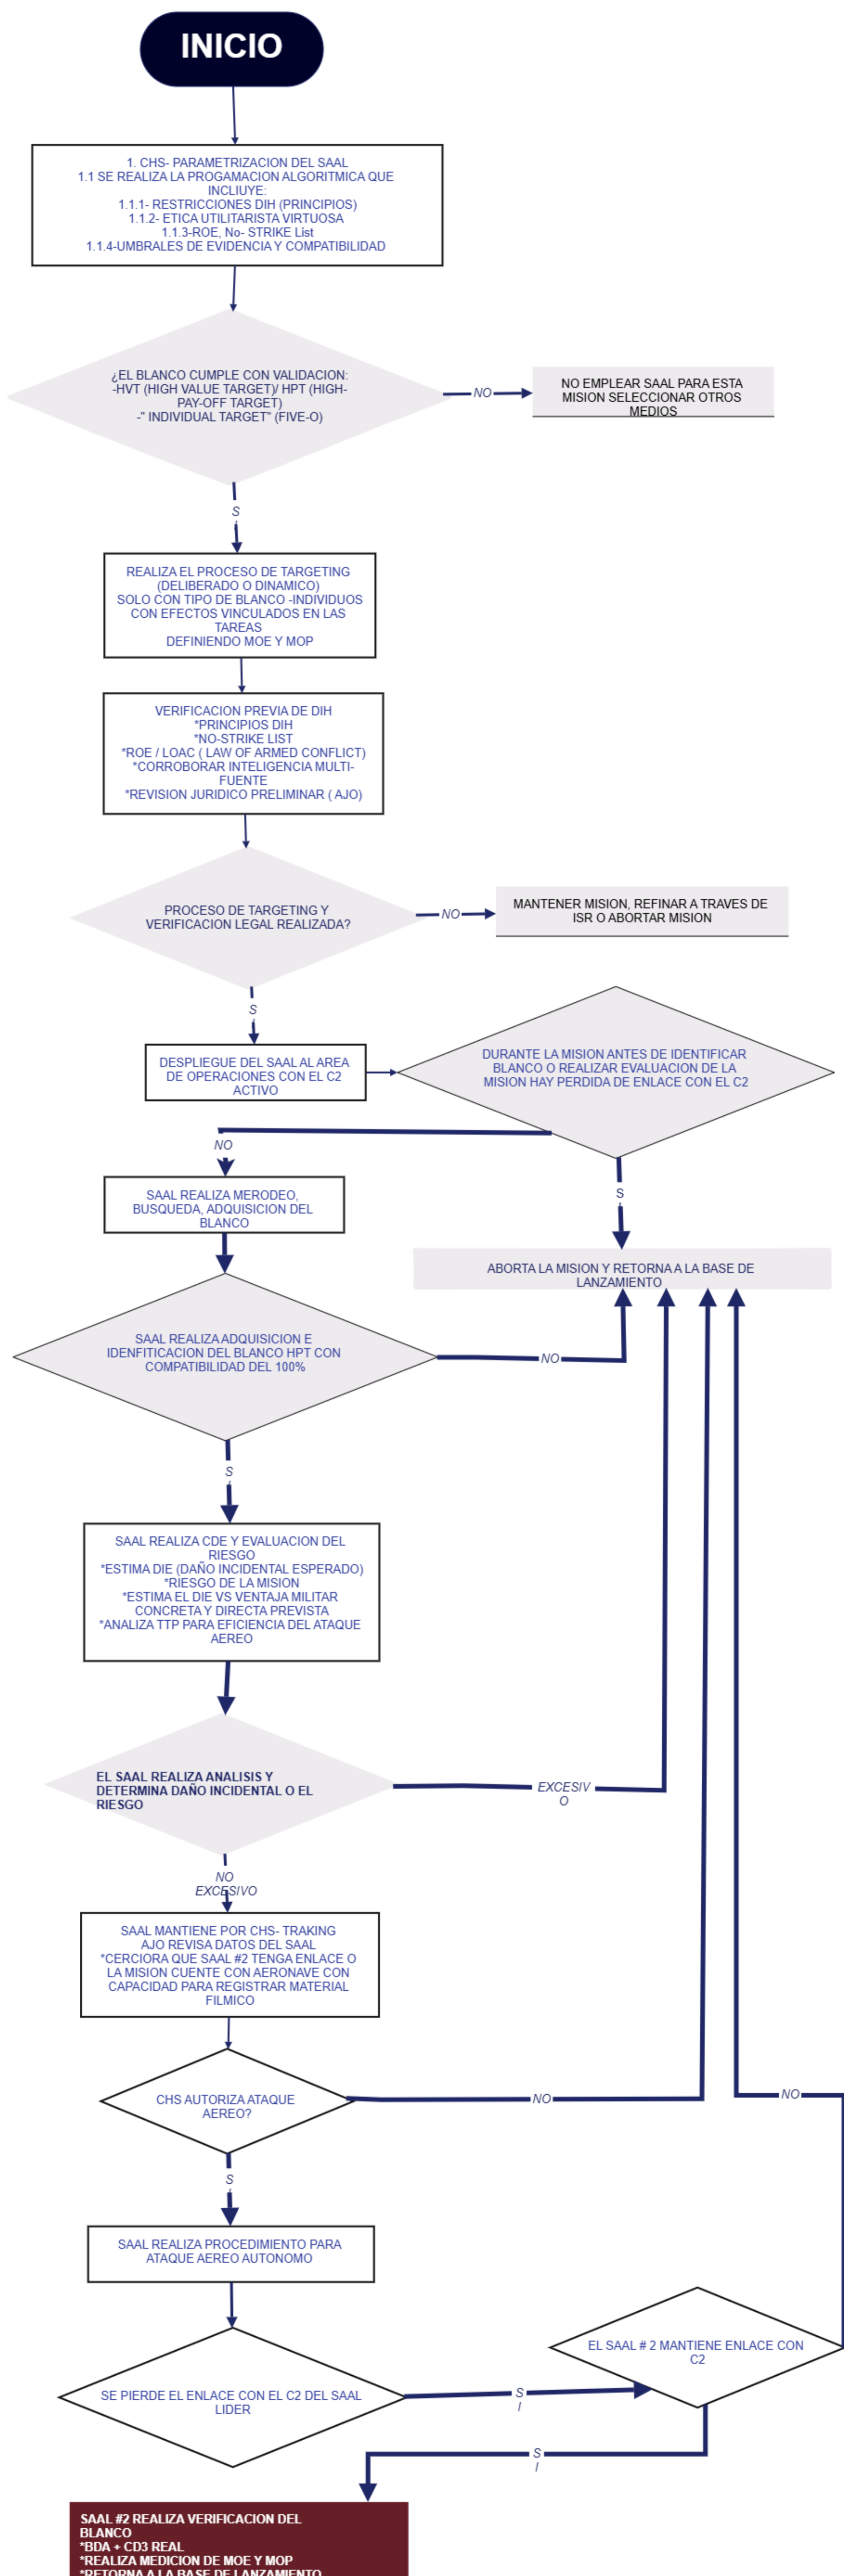 INICIO
1. CHS- PARAMETRIZACION DEL SAAL
1.1 SE REALIZA LA PROGAMACION ALGORITMICA QUE
INCLIUYE:
1.1.1- RESTRICCIONES DIH (PRINCIPIOS)
1.1.2- ETICA UTILITARISTA VIRTUOSA
1.1.3-ROE, No- STRIKE List
1.1.4-UMBRALES DE EVIDENCIA Y COMPATIBILIDAD
¿EL BLANCO CUMPLE CON VALIDACION:
-HVT (HIGH VALUE TARGET)/ HPT (HIGH-
PAY-OFF TARGET)
-" INDIVIDUAL TARGET" (FIVE-O)
NO
NO EMPLEAR SAAL PARA ESTA
MISION SELECCIONAR OTROS
MEDIOS
S
I
REALIZA EL PROCESO DE TARGETING
(DELIBERADO O DINAMICO)
SOLO CON TIPO DE BLANCO -INDIVIDUOS
CON EFECTOS VINCULADOS EN LAS
TAREAS
DEFINIENDO MOE Y MOP
VERIFICACION PREVIA DE DIH
*PRINCIPIOS DIH
*NO-STRIKE LIST
*ROE / LOAC ( LAW OF ARMED CONFLICT)
*CORROBORAR INTELIGENCIA MULTI-
FUENTE
*REVISION JURIDICO PRELIMINAR ( AJO)
PROCESO DE TARGETING Y
VERIFICACION LEGAL REALIZADA?
NO
MANTENER MISION, REFINAR A TRAVES DE
ISR O ABORTAR MISION
S
I
DESPLIEGUE DEL SAAL AL AREA
DE OPERACIONES CON EL C2
ACTIVO
DURANTE LA MISION ANTES DE IDENTIFICAR
BLANCO O REALIZAR EVALUACION DE LA
MISION HAY PERDIDA DE ENLACE CON EL C2
NO
S
I
SAAL REALIZA MERODEO,
BUSQUEDA, ADQUISICION DEL
BLANCO
ABORTA LA MISION Y RETORNA A LA BASE DE
LANZAMIENTO
SAAL REALIZA ADQUISICION E
IDENFITICACION DEL BLANCO HPT CON
COMPATIBILIDAD DEL 100%
NO
S
I
SAAL REALIZA CDE Y EVALUACION DEL
RIESGO
*ESTIMA DIE (DAÑO INCIDENTAL ESPERADO)
*RIESGO DE LA MISION
*ESTIMA EL DIE VS VENTAJA MILITAR
CONCRETA Y DIRECTA PREVISTA
*ANALIZA TTP PARA EFICIENCIA DEL ATAQUE
AEREO
EL SAAL REALIZA ANALISIS Y
DETERMINA DAÑO INCIDENTAL O EL
RIESGO
EXCESIV
O
NO
EXCESIVO
SAAL MANTIENE POR CHS- TRAKING
AJO REVISA DATOS DEL SAAL
*CERCIORA QUE SAAL #2 TENGA ENLACE O
LA MISION CUENTE CON AERONAVE CON
CAPACIDAD PARA REGISTRAR MATERIAL
FILMICO
CHS AUTORIZA ATAQUE
AEREO?
NO
NO
S
I
SAAL REALIZA PROCEDIMIENTO PARA
ATAQUE AEREO AUTONOMO
EL SAAL # 2 MANTIENE ENLACE CON
C2
SE PIERDE EL ENLACE CON EL C2 DEL SAAL
LIDER
S
I
S
I
SAAL #2 REALIZA VERIFICACION DEL
BLANCO
*BDA + CD3 REAL
*REALIZA MEDICION DE MOE Y MOP
*RETORNA A LA BASE DE LANZAMIENTO